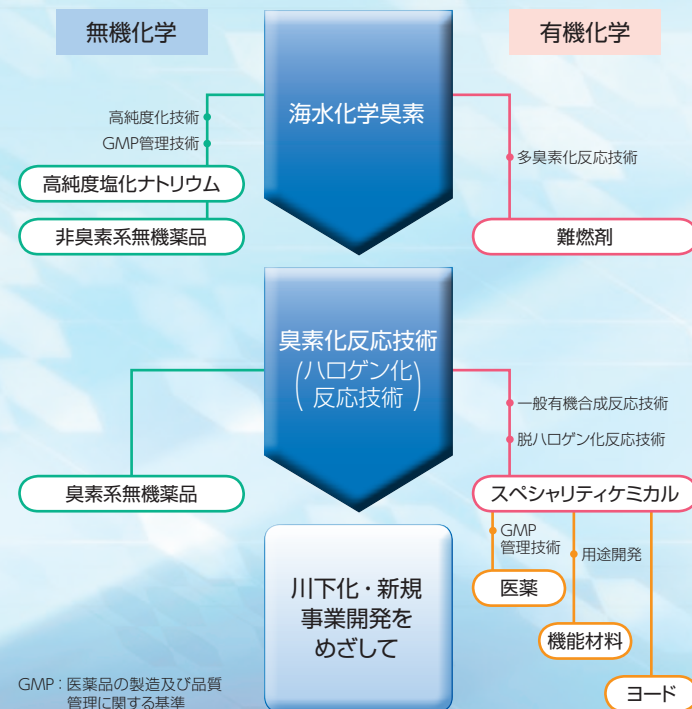 無機化学
有機化学
海水化学臭素
高純度化技術
GMP管理技術
高純度塩化ナトリウム
非臭素系無機薬品
多臭素化反応技術
難燃剤
臭素化反応技術
(ハロゲン化
反応技術)
臭素系無機薬品
一般有機合成反応技術
脱ハロゲン化反応技術
スペシャリティケミカル
GMP
管理技術
用途開発
医薬
機能材料
ヨード
川下化・新規
事業開発を
めざして
GMP：医薬品の製造及び品質
管理に関する基準